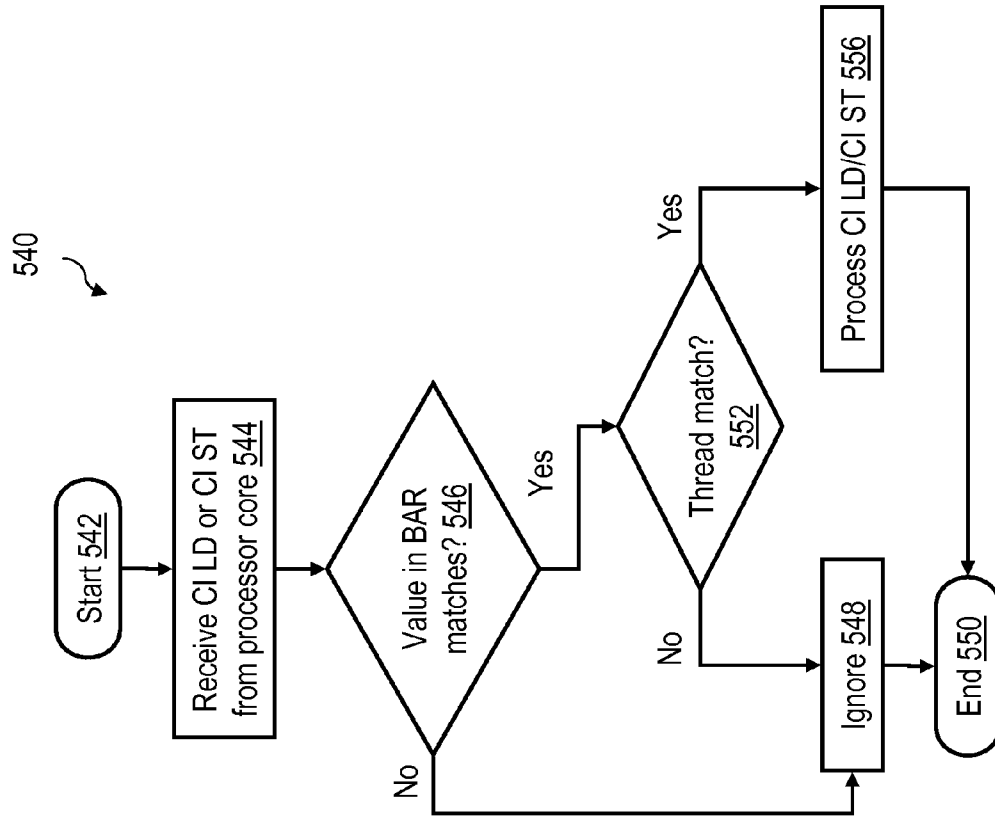 540
Start 542
Receive CI LD or CI ST
from processor core 544
Value in BAR
matches? 546
No
Yes
Thread match?
552
No
Yes
Ignore 548
Process CI LD/CI ST 556
End 550